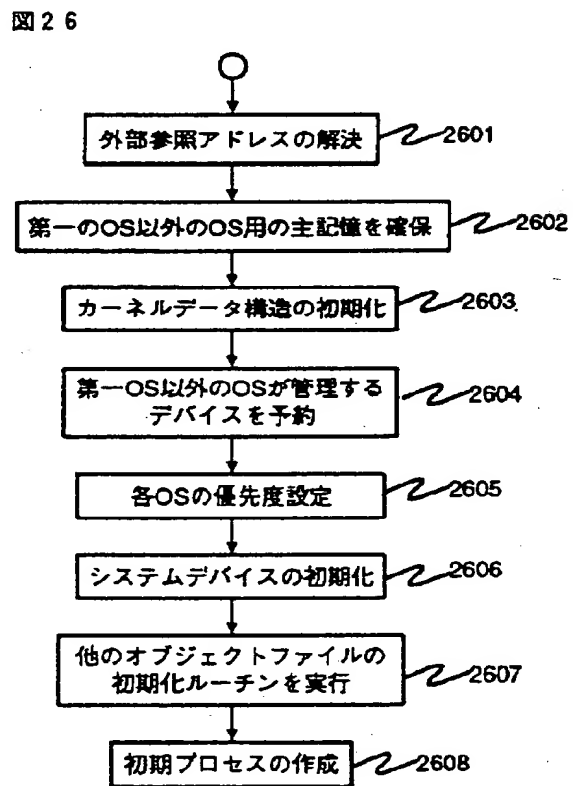 図26
外部参照アドレスの解決 2601
第一のOS以外のOS用の主記憶を確保 2602
カーネルデータ構造の初期化 2603
第一OS以外のOSが管理する
デバイスを予約 2604
各OSの優先度設定 2605
システムデバイスの初期化 2606
他のオブジェクトファイルの
初期化ルーチンを実行 2607
初期プロセスの作成 2608